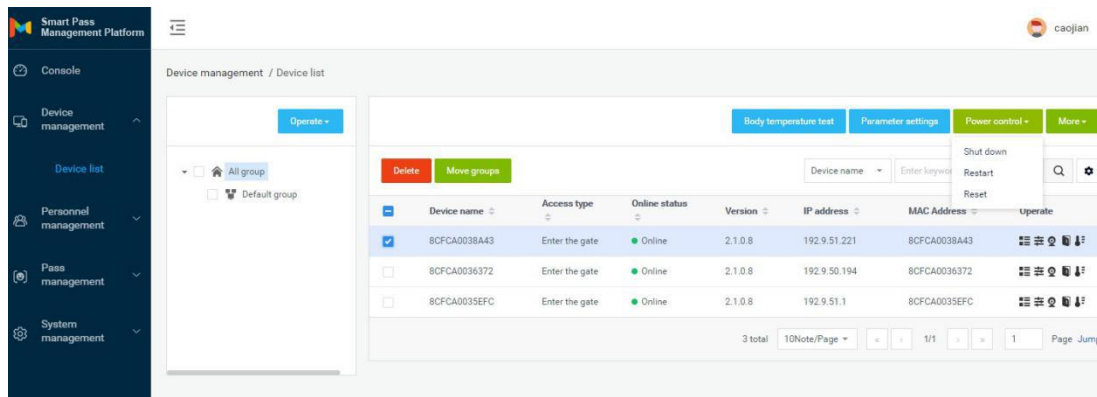 Smart Pass
Management Platform
caojian
Console
Device management / Device list
Device
management
Device list
Personnel
management
Pass
management
System
management
Operate
All group
Default group
Body temperature test
Parameter settings
Power control
More
Shut down
Restart
Reset
Delete
Move groups
Device name
Enter
Device name
Access type
Online status
Version
IP address
MAC Address
Operate
8CFCA0038A43 Enter the gate Online 2.1.0.8 192.9.51.221 8CFCA0038A43
8CFCA0036372 Enter the gate Online 2.1.0.8 192.9.50.194 8CFCA0036372
8CFCA0035EFC Enter the gate Online 2.1.0.8 192.9.51.1 8CFCA0035EFC
3 total 10Note/Page « ‹ 1/1 › » 1 Page Jump